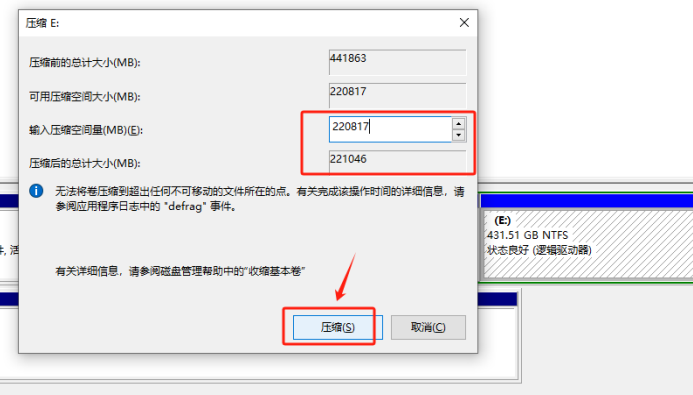 压缩 E:
压缩前的总计大小(MB):
441863
可用压缩空间大小(MB):
220817
输入压缩空间量(MB)(E):
220817
压缩后的总计大小(MB):
221046
无法将卷压缩到超出任何不可移动的文件所在的点。有关完成该操作时间的详细信息，请
参阅应用程序日志中的 "defrag" 事件。
有关详细信息，请参阅磁盘管理帮助中的"收缩基本卷"
压缩(S)
取消(C)
(E:)
431.51 GB NTFS
状态良好 (逻辑驱动器)
, 活